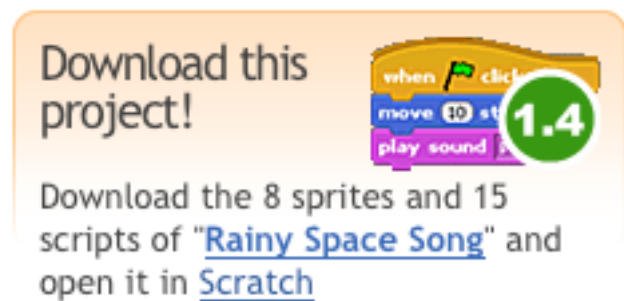 Download this
project!
when click
move 10 st
play sound
1.4
Download the 8 sprites and 15
scripts of "Rainy Space Song" and
open it in Scratch